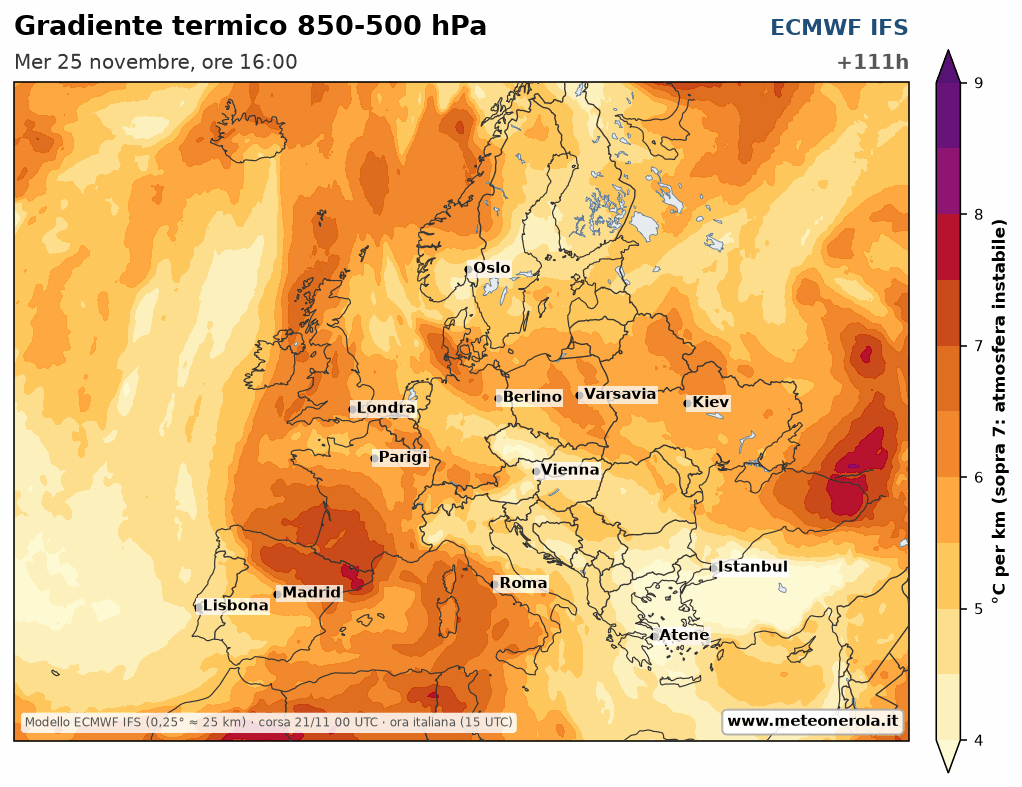 Gradiente termico 850-500 hPa
ECMWF IFS
Mer 25 novembre, ore 16:00
+111h
9
8
7
6
5
4
°C per km (sopra 7: atmosfera instabile)
Oslo
Londra
Berlino
Varsavia
Kiev
Parigi
Vienna
Istanbul
Roma
Madrid
Lisbona
Atene
Modello ECMWF IFS (0,25° ≈ 25 km) · corsa 21/11 00 UTC · ora italiana (15 UTC)
www.meteonerola.it